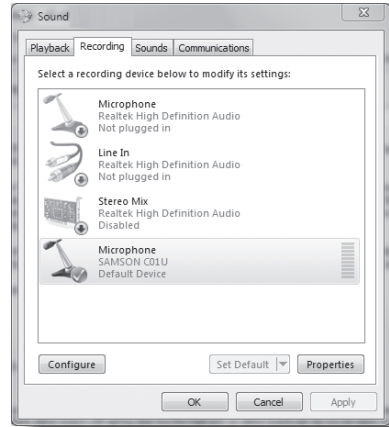 Sound
Playback Recording Sounds Communications
Select a recording device below to modify its settings:
Microphone
Realtek High Definition Audio
Not plugged in
Line In
Realtek High Definition Audio
Not plugged in
Stereo Mix
Realtek High Definition Audio
Disabled
Microphone
SAMSON C01U
Default Device
Configure Set Default Properties
OK Cancel Apply